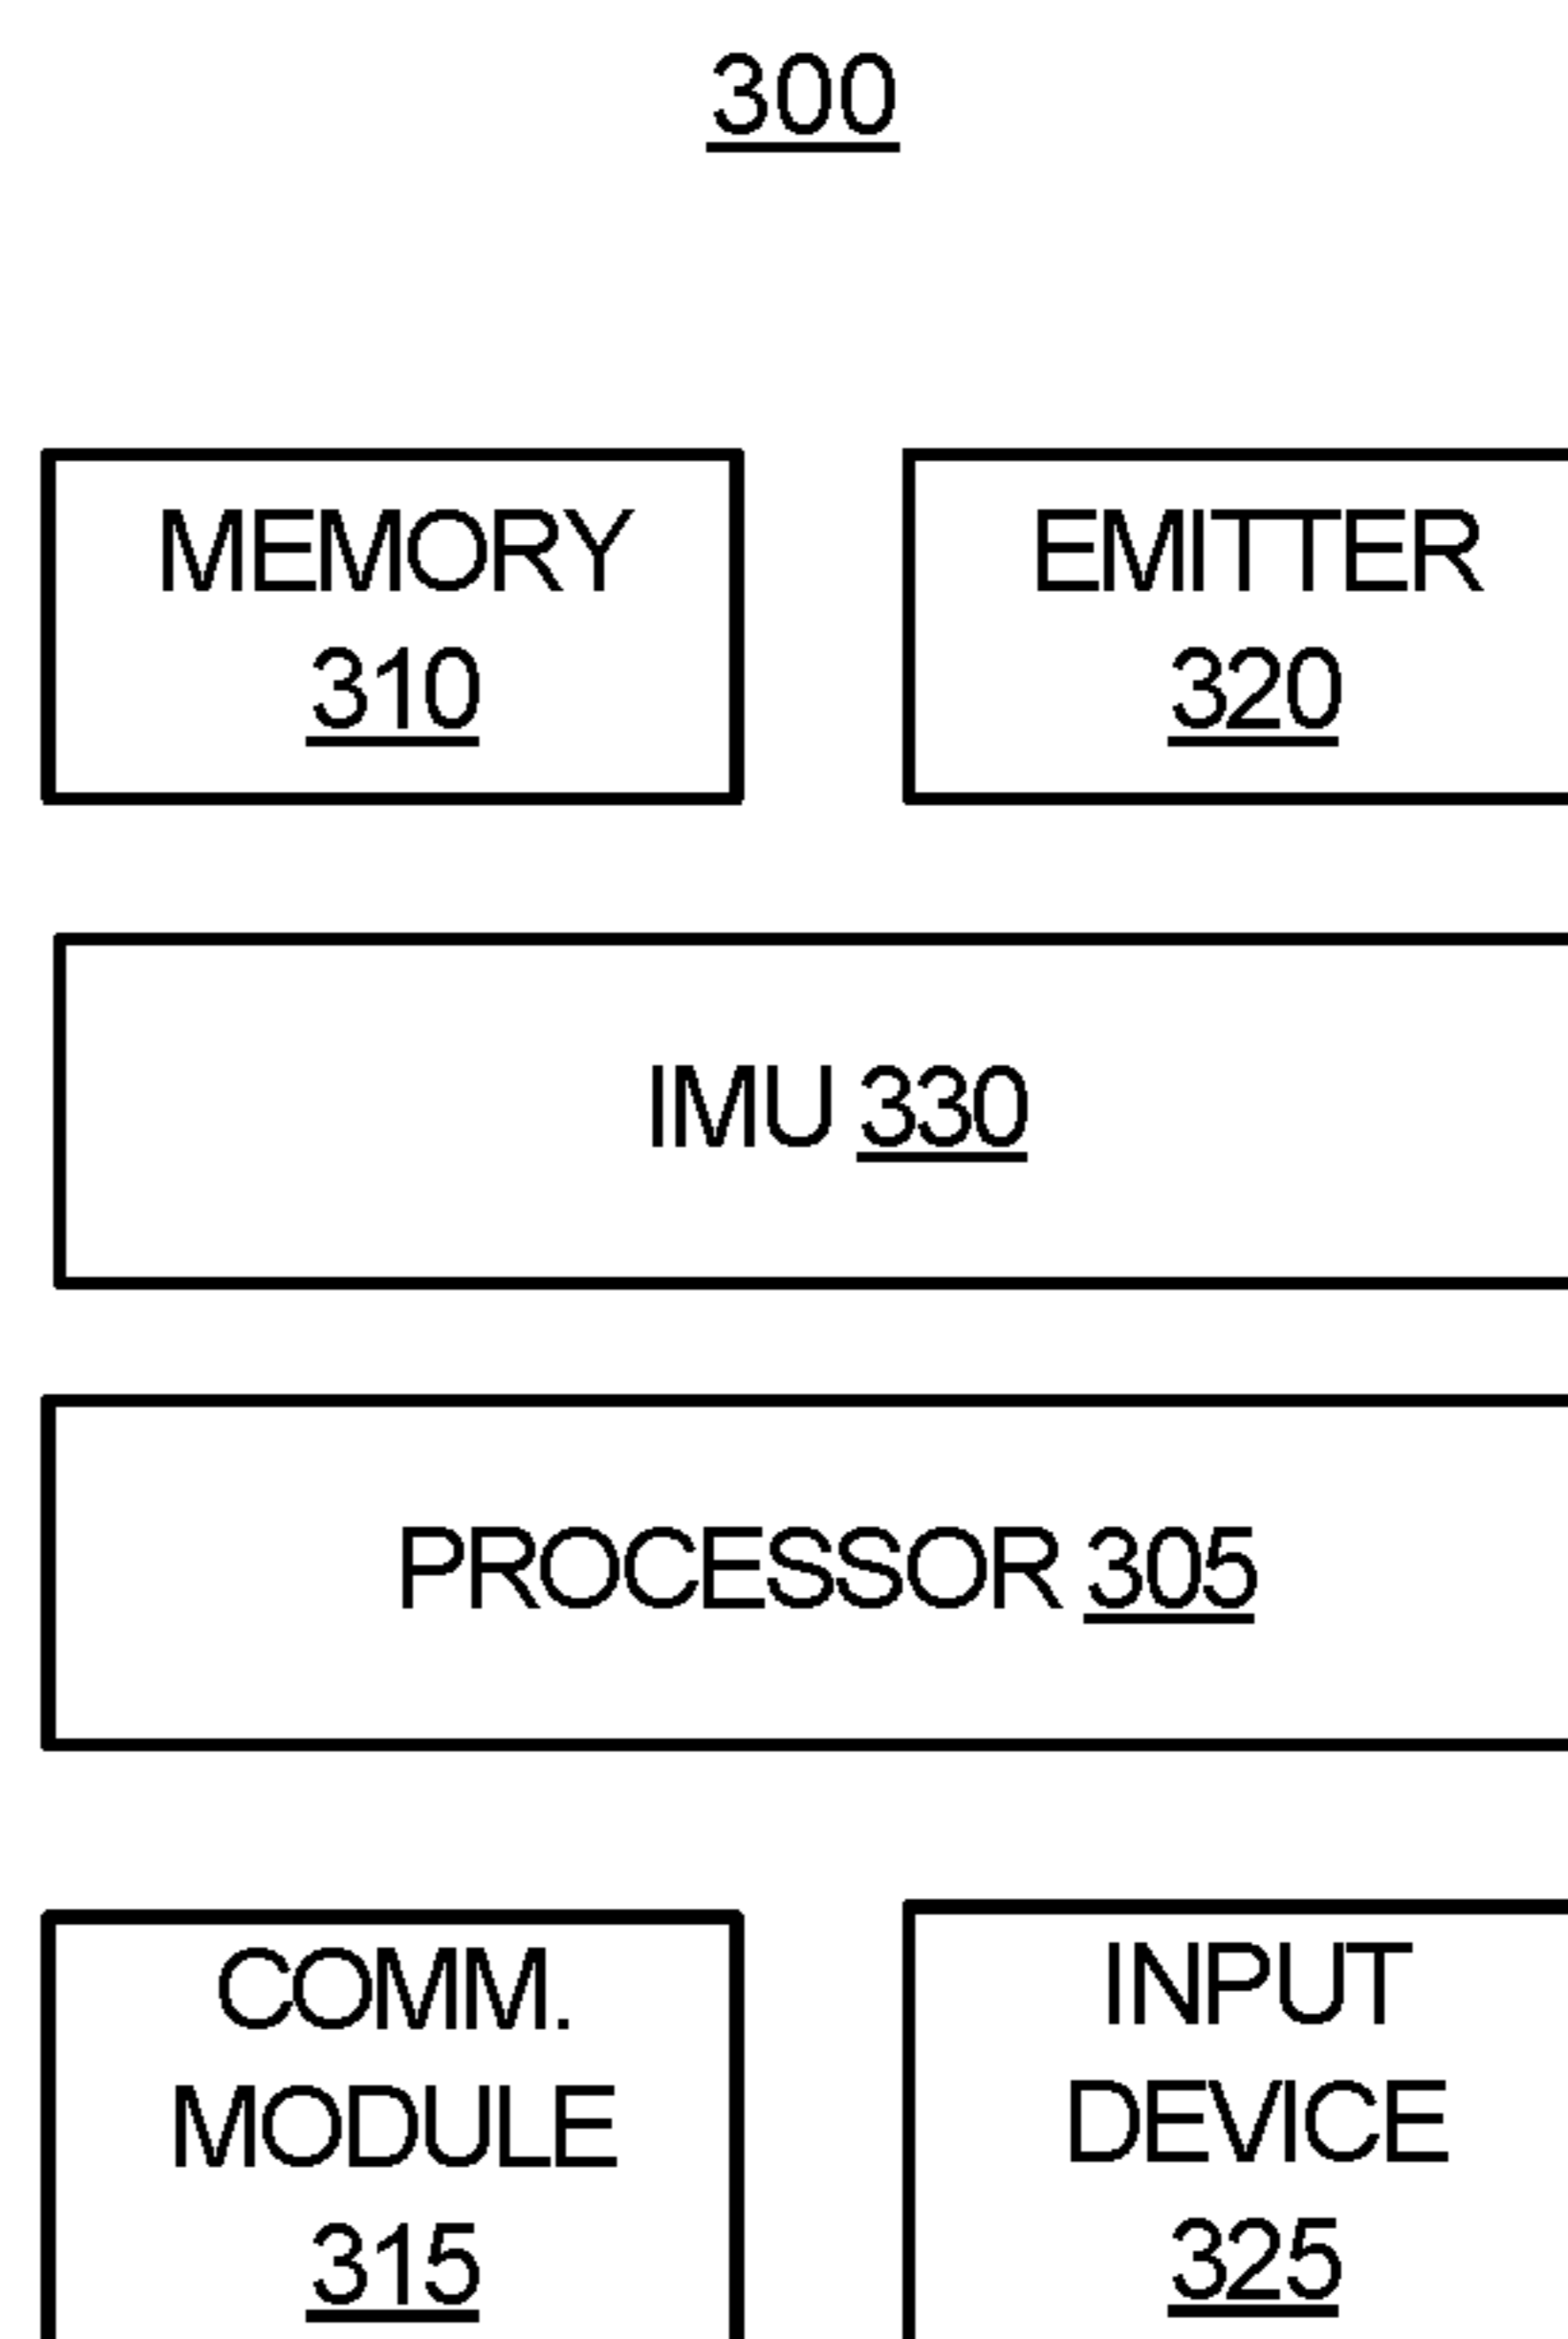 300
MEMORY
310
EMITTER
320
IMU 330
PROCESSOR 305
COMM.
MODULE
315
INPUT
DEVICE
325